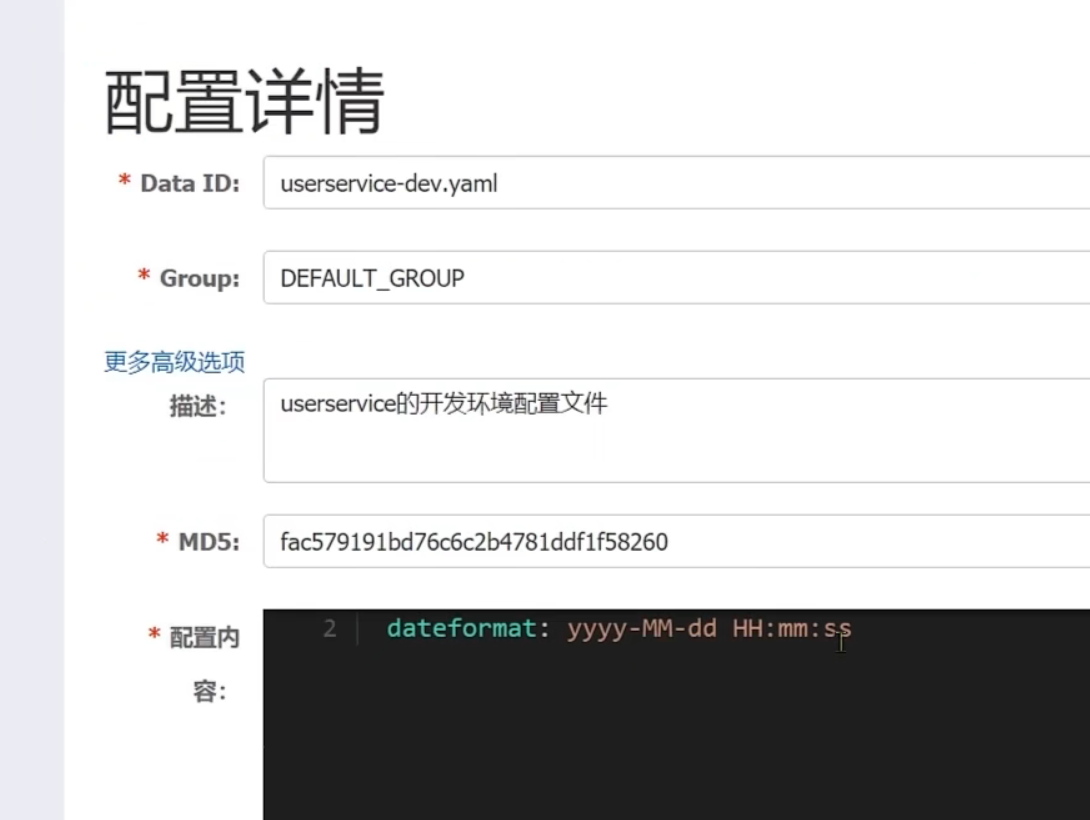 配置详情
* Data ID: userservice-dev.yaml
* Group: DEFAULT_GROUP
更多高级选项
描述: userservice的开发环境配置文件
* MD5: fac579191bd76c6c2b4781ddf1f58260
* 配置内
容:
2 dateformat: yyyy-MM-dd HH:mm:ss